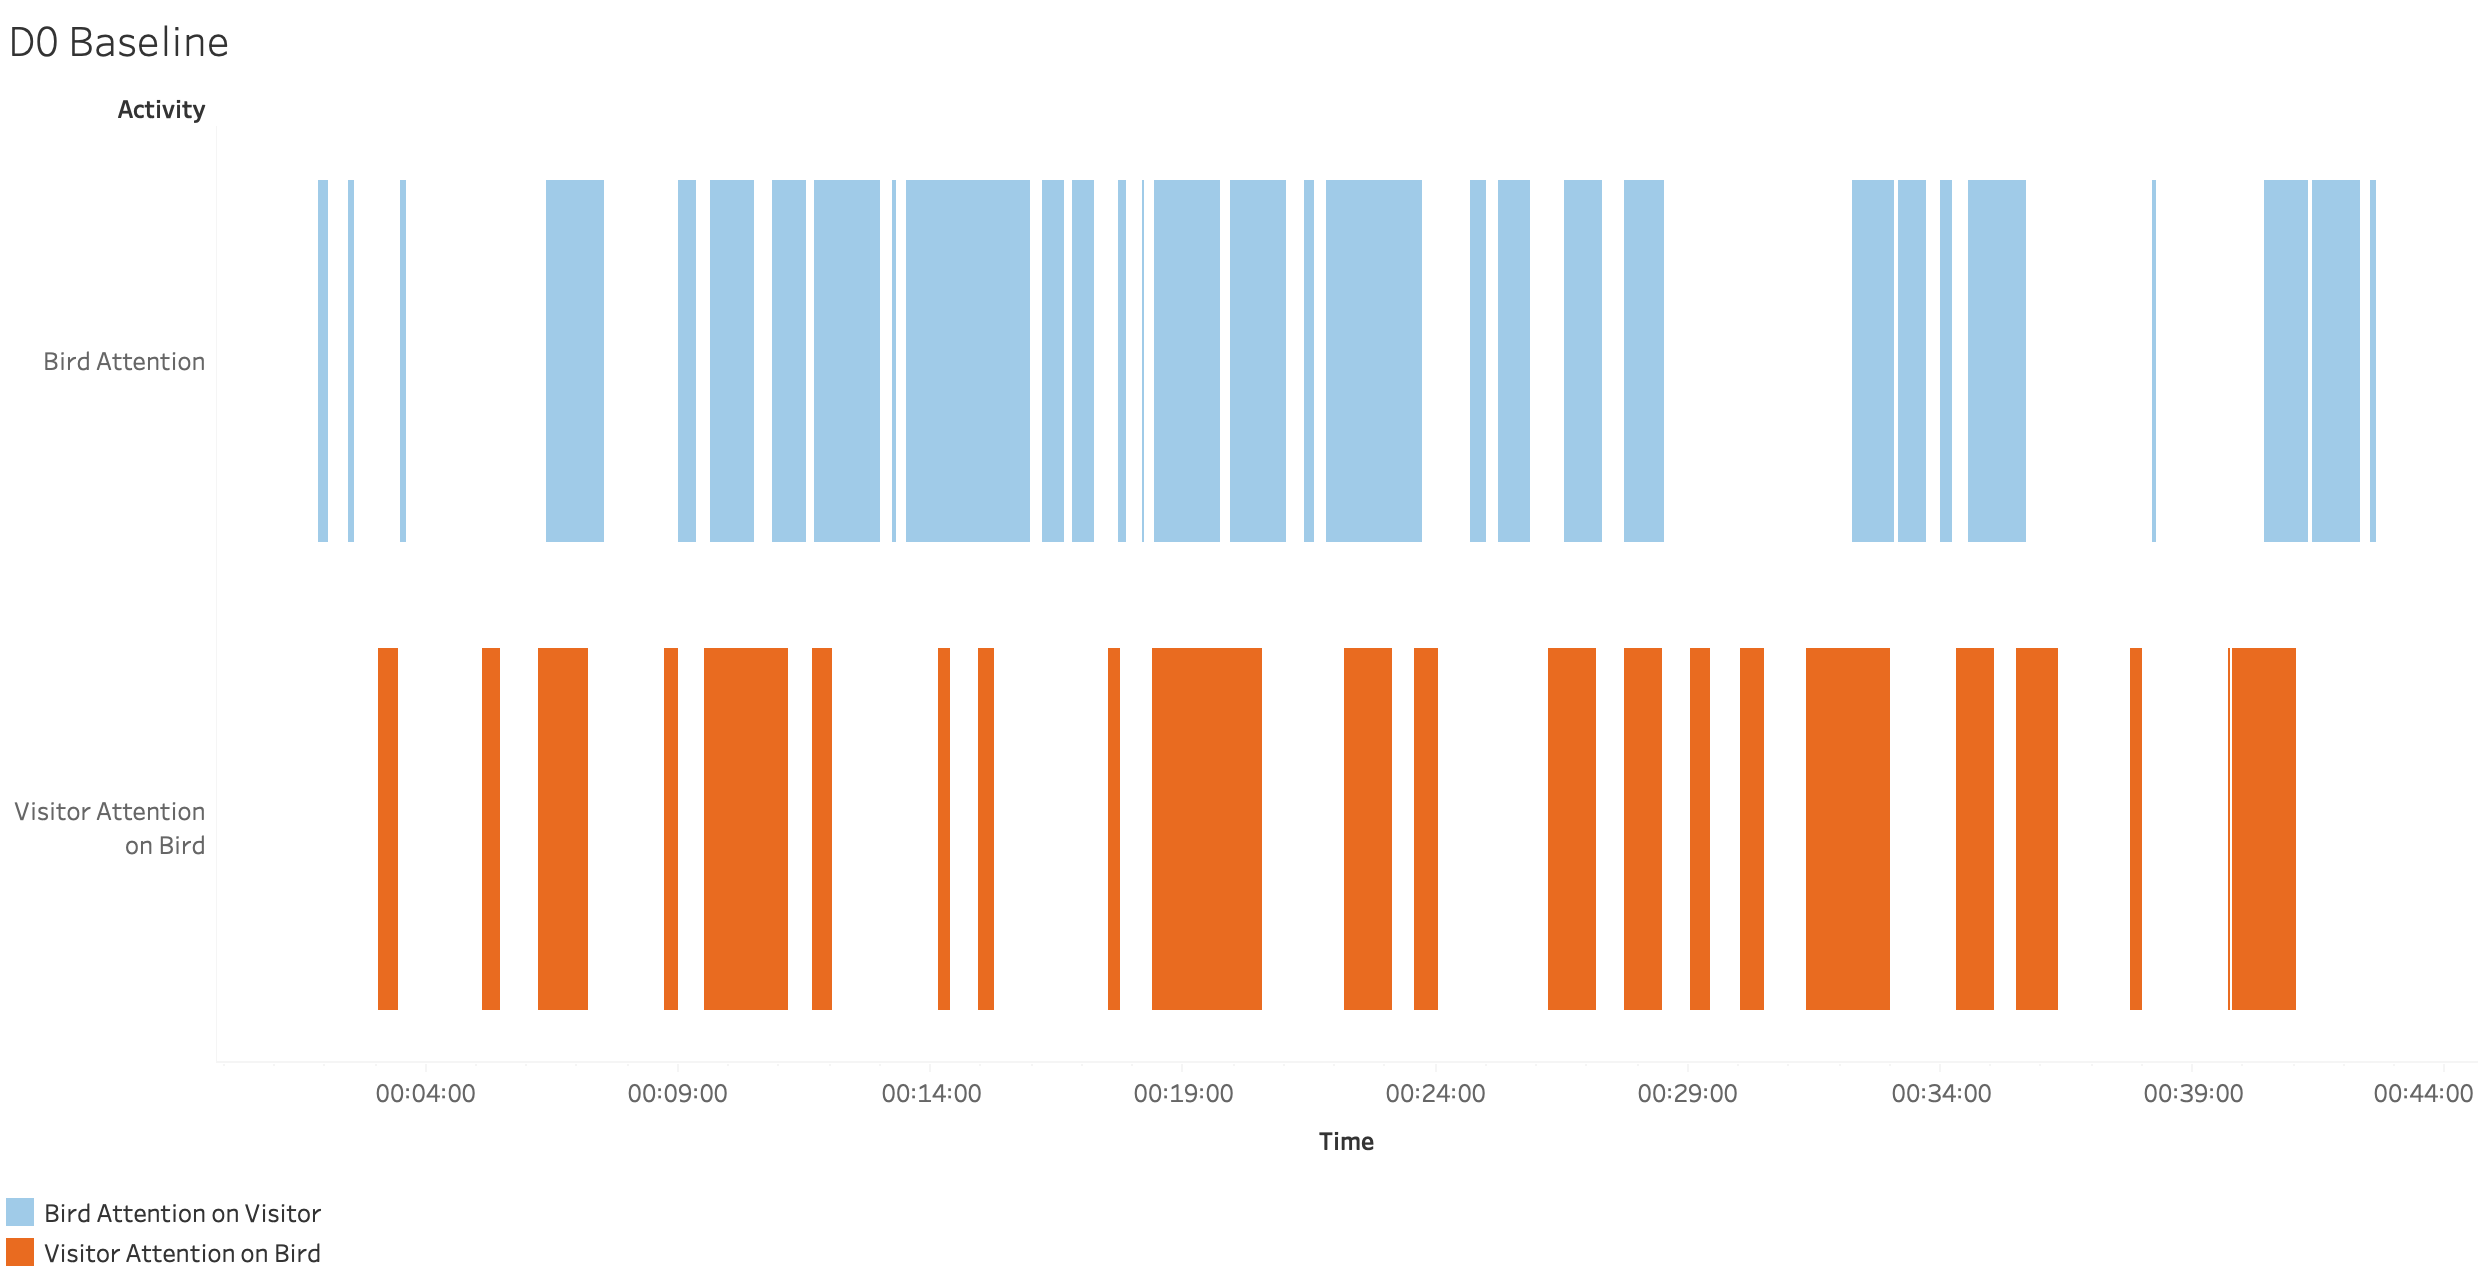 D0 Baseline
Activity
Bird Attention
Visitor Attention
on Bird
00:04:00 00:09:00 00:14:00 00:19:00 00:24:00 00:29:00 00:34:00 00:39:00 00:44:00
Time
Bird Attention on Visitor
Visitor Attention on Bird